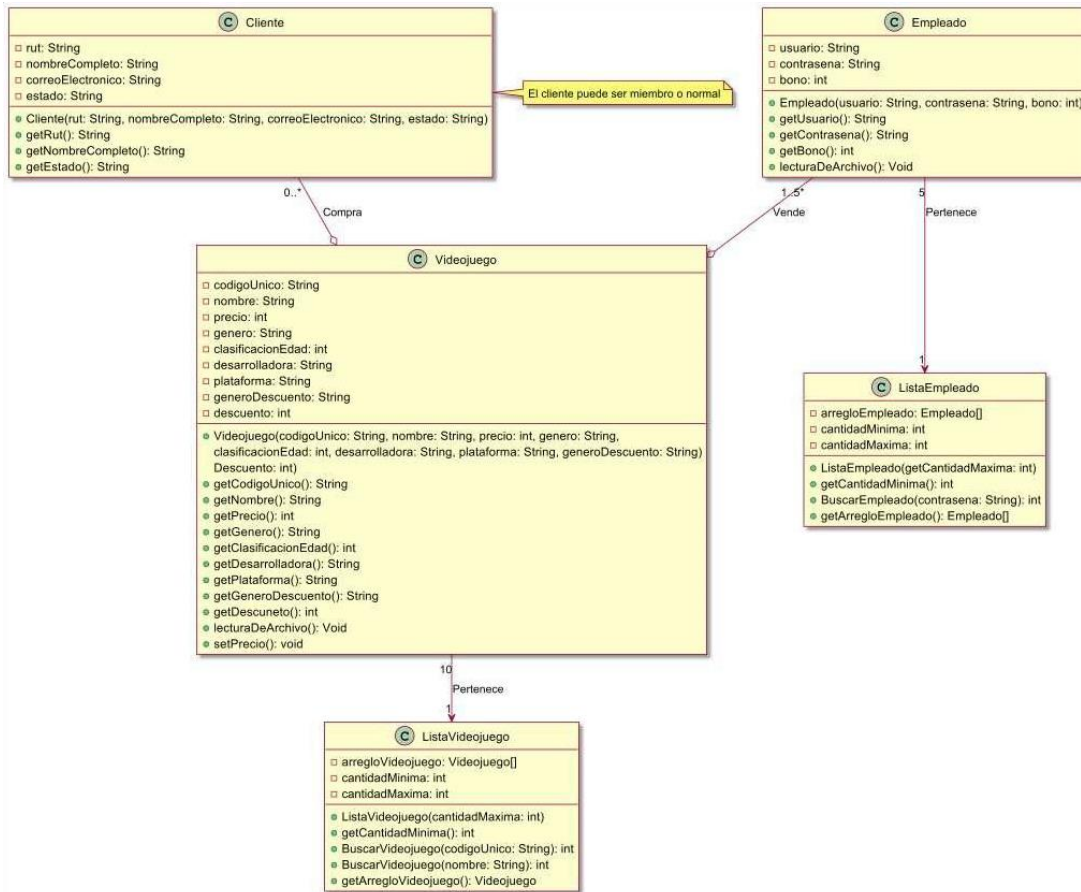 C Cliente
rut: String
nombreCompleto: String
correoElectronico: String
estado: String
Cliente(rut: String, nombreCompleto: String, correoElectronico: String, estado: String)
getRut(): String
getNombreCompleto(): String
getEstado(): String
El cliente puede ser miembro o normal
C Empleado
usuario: String
contrasena: String
bono: int
Empleado(usuario: String, contrasena: String, bono: int)
getUsuario(): String
getContrasena(): String
getBono(): int
lecturaDeArchivo(): Void
0..*
Compra
1..5*
Vende
5
Pertenece
1
C Videojuego
codigoUnico: String
nombre: String
precio: int
genero: String
clasificacionEdad: int
desarrolladora: String
plataforma: String
generoDescuento: String
descuento: int
Videojuego(codigoUnico: String, nombre: String, precio: int, genero: String,
clasificacionEdad: int, desarrolladora: String, plataforma: String, generoDescuento: String)
Descuento: int)
getCodigoUnico(): String
getNombre(): String
getPrecio(): int
getGenero(): String
getClasificacionEdad(): int
getDesarrolladora(): String
getPlataforma(): String
getGeneroDescuento(): String
getDescuneto(): int
lecturaDeArchivo(): Void
setPrecio(): void
C ListaEmpleado
arregloEmpleado: Empleado[]
cantidadMinima: int
cantidadMaxima: int
ListaEmpleado(getCantidadMaxima: int)
getCantidadMinima(): int
BuscarEmpleado(contrasena: String): int
getArregloEmpleado(): Empleado[]
10
Pertenece
1
C ListaVideojuego
arregloVideojuego: Videojuego[]
cantidadMinima: int
cantidadMaxima: int
ListaVideojuego(cantidadMaxima: int)
getCantidadMinima(): int
BuscarVideojuego(codigoUnico: String): int
BuscarVideojuego(nombre: String): int
getArregloVideojuego(): Videojuego